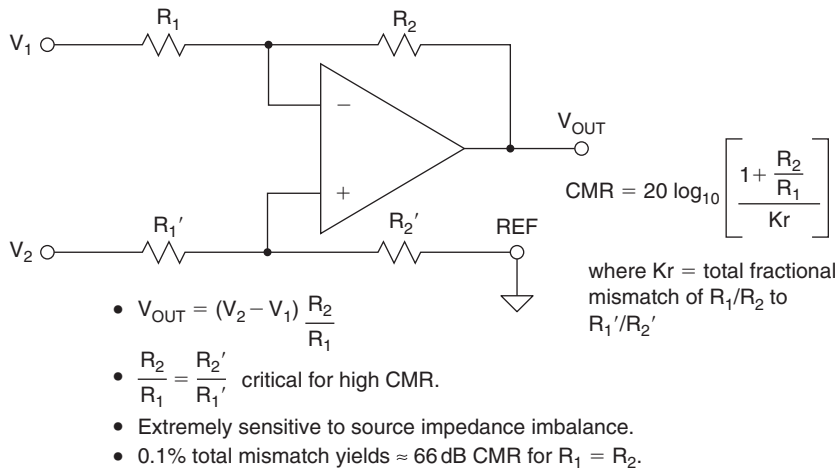 R₁
R₂
V₁
−
V_OUT
+
R₁'
R₂'
REF
V₂
CMR = 20 log₁₀ [ (1 + R₂/R₁) / Kr ]
where Kr = total fractional
mismatch of R₁/R₂ to
R₁'/R₂'
• V_OUT = (V₂ − V₁) R₂/R₁
• R₂/R₁ = R₂'/R₁' critical for high CMR.
• Extremely sensitive to source impedance imbalance.
• 0.1% total mismatch yields ≈ 66 dB CMR for R₁ = R₂.